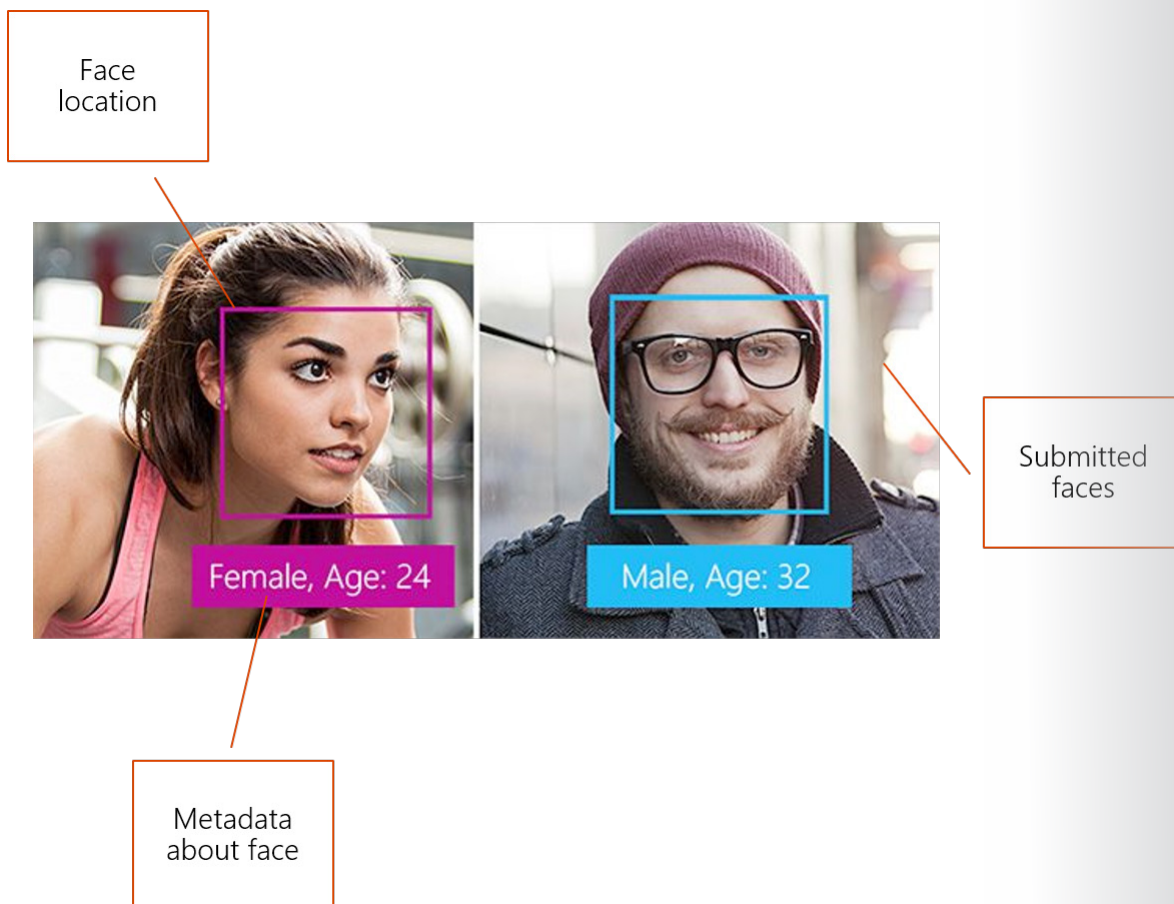 Face
location
Female, Age: 24
Male, Age: 32
Submitted
faces
Metadata
about face